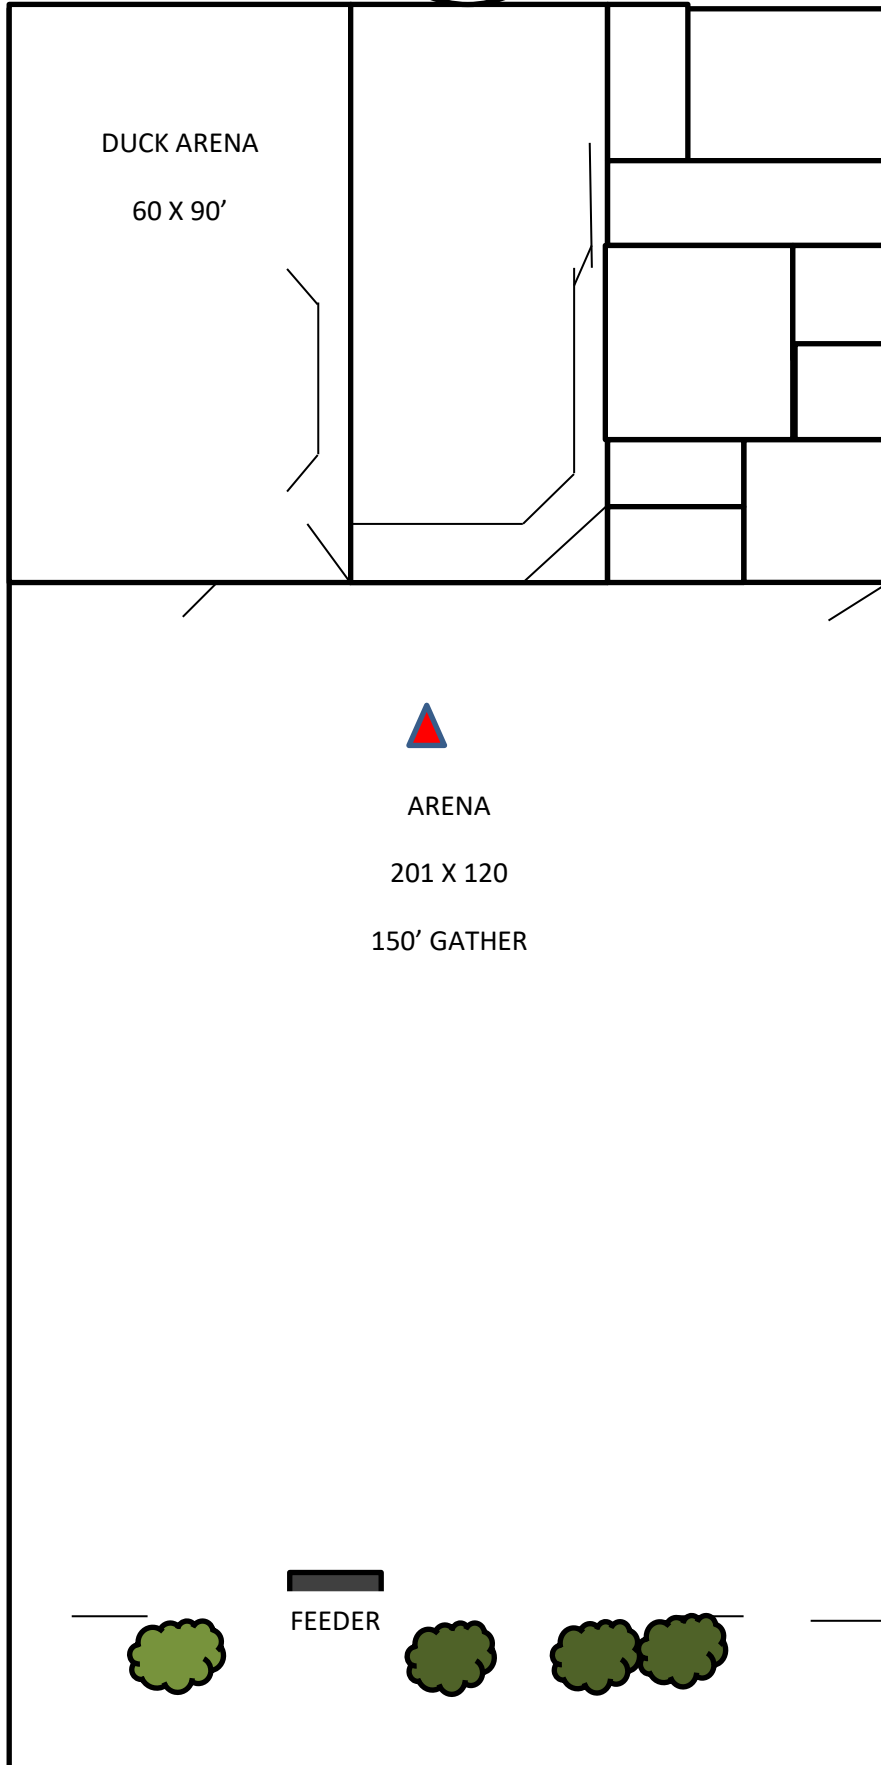 DUCK ARENA
60 X 90’
ARENA
201 X 120
150’ GATHER
FEEDER